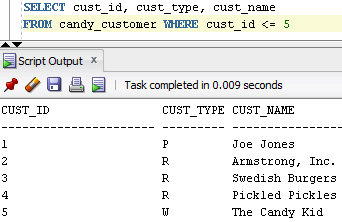 SELECT cust_id, cust_type, cust_name
FROM candy_customer WHERE cust_id <= 5
Script Output x
Task completed in 0.009 seconds
CUST_ID CUST_TYPE CUST_NAME
---------------------- --------- --------------------
1 P Joe Jones
2 R Armstrong, Inc.
3 R Swedish Burgers
4 R Pickled Pickles
5 W The Candy Kid